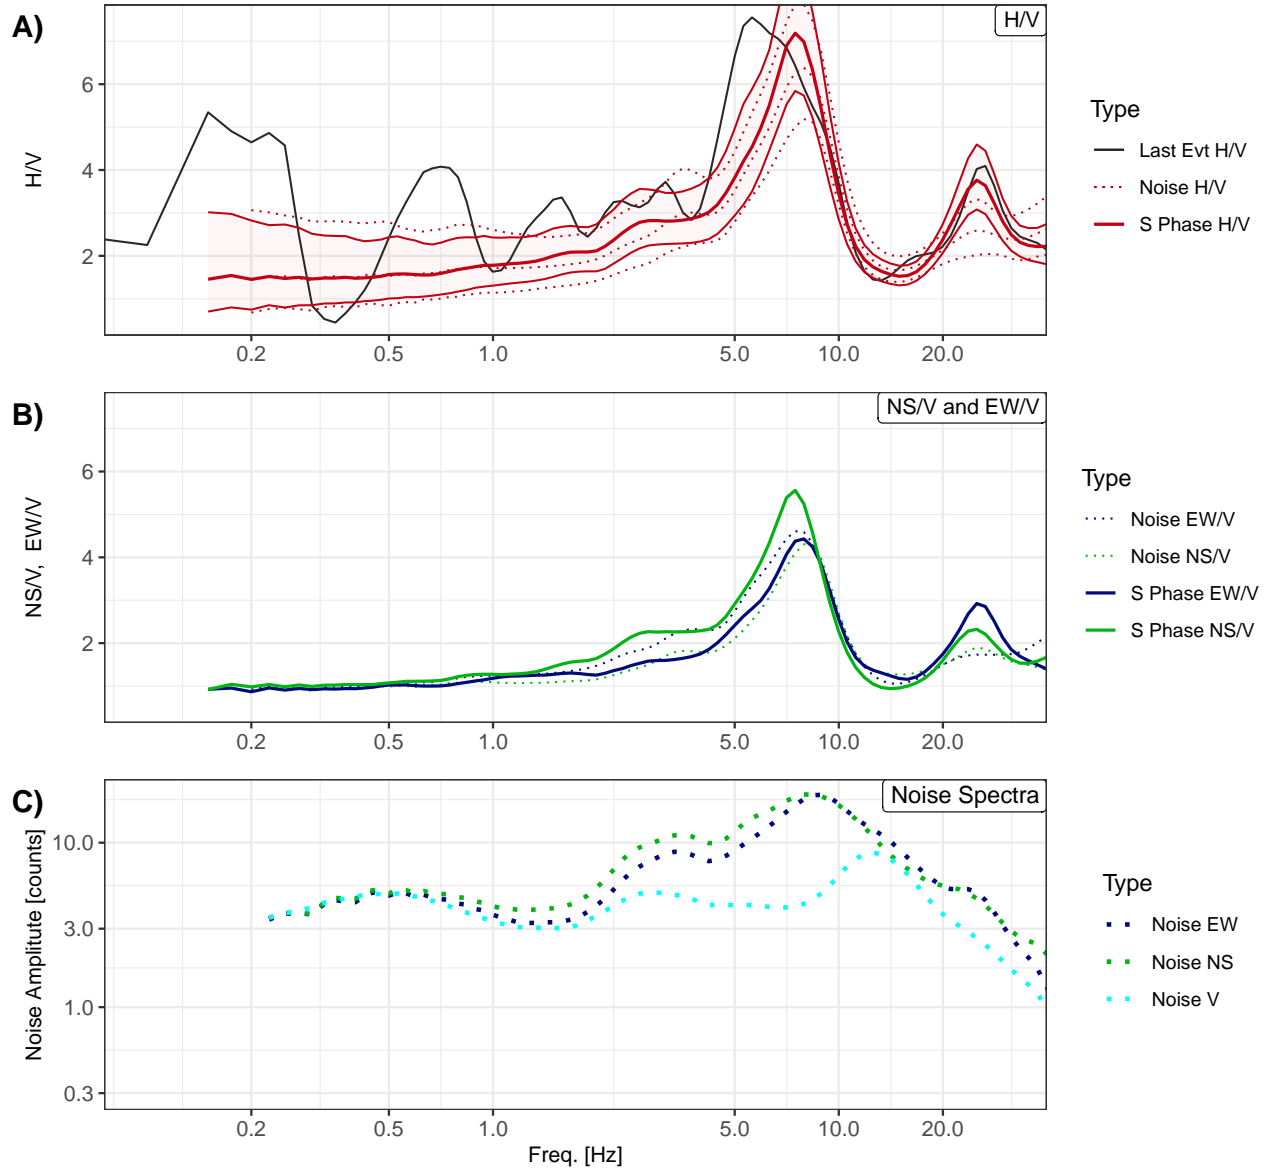 A)
H/V
H/V
6
4
2
0.2 0.5 1.0 5.0 10.0 20.0
Type
Last Evt H/V
Noise H/V
S Phase H/V
B)
NS/V and EW/V
NS/V, EW/V
6
4
2
0.2 0.5 1.0 5.0 10.0 20.0
Type
Noise EW/V
Noise NS/V
S Phase EW/V
S Phase NS/V
C)
Noise Spectra
Noise Amplitute [counts]
10.0
3.0
1.0
0.3
0.2 0.5 1.0 5.0 10.0 20.0
Freq. [Hz]
Type
Noise EW
Noise NS
Noise V